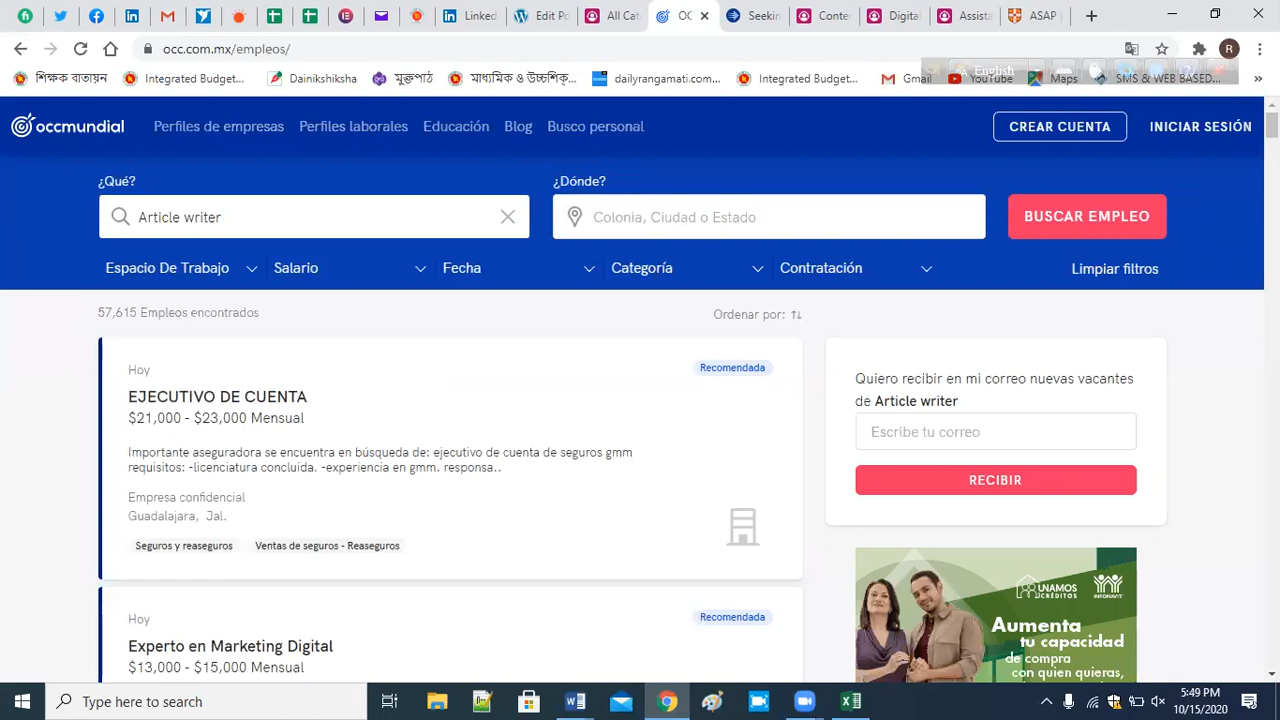 Linked
Edit Po
All Cat
OC
Seekin
Conte
Digital
Assista
ASAP
occ.com.mx/empleos/
শিক্ষক বাতায়ন
Integrated Budget...
Dainikshiksha
মুক্তপাঠ
মাধ্যমিক ও উচ্চশিক্...
dailyrangamati.com...
Integrated Budget...
Gmail
YouTube
Maps
SMS & WEB BASED...
English
occmundial
Perfiles de empresas
Perfiles laborales
Educación
Blog
Busco personal
CREAR CUENTA
INICIAR SESIÓN
¿Qué?
¿Dónde?
Article writer
Colonia, Ciudad o Estado
BUSCAR EMPLEO
Espacio De Trabajo
Salario
Fecha
Categoría
Contratación
Limpiar filtros
57,615 Empleos encontrados
Ordenar por:
Hoy
Recomendada
EJECUTIVO DE CUENTA
$21,000 - $23,000 Mensual
Importante aseguradora se encuentra en búsqueda de: ejecutivo de cuenta de seguros gmm
requisitos: -licenciatura concluida. -experiencia en gmm. responsa..
Empresa confidencial
Guadalajara, Jal.
Seguros y reaseguros
Ventas de seguros - Reaseguros
Hoy
Recomendada
Experto en Marketing Digital
$13,000 - $15,000 Mensual
Quiero recibir en mi correo nuevas vacantes
de Article writer
Escribe tu correo
RECIBIR
UNAMOS
CRÉDITOS
INFONAVIT
Aumenta
tu capacidad
de compra
con quien quieras,
Type here to search
5:49 PM
10/15/2020